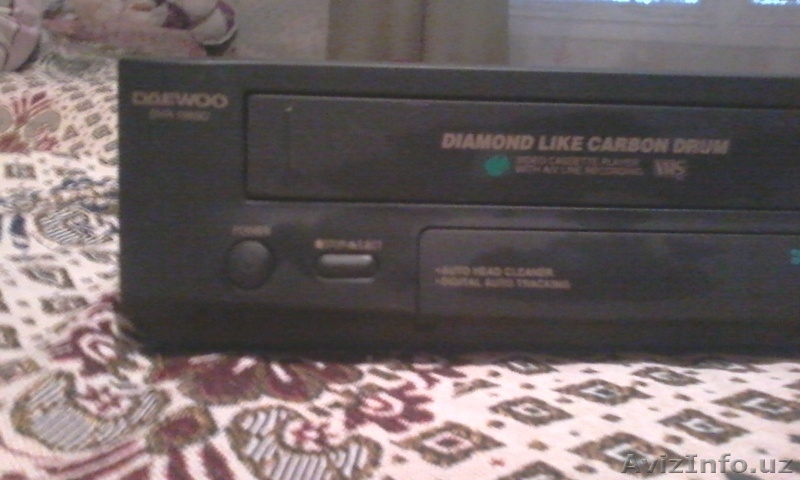 DAEWOO
DIAMOND LIKE CARBON DRUM
VIDEO CASSETTE PLAYER
WITH A/V LINE RECORDING
VHS
POWER
STOP/EJECT
•AUTO HEAD CLEANER
•DIGITAL AUTO TRACKING
AvizInfo.uz